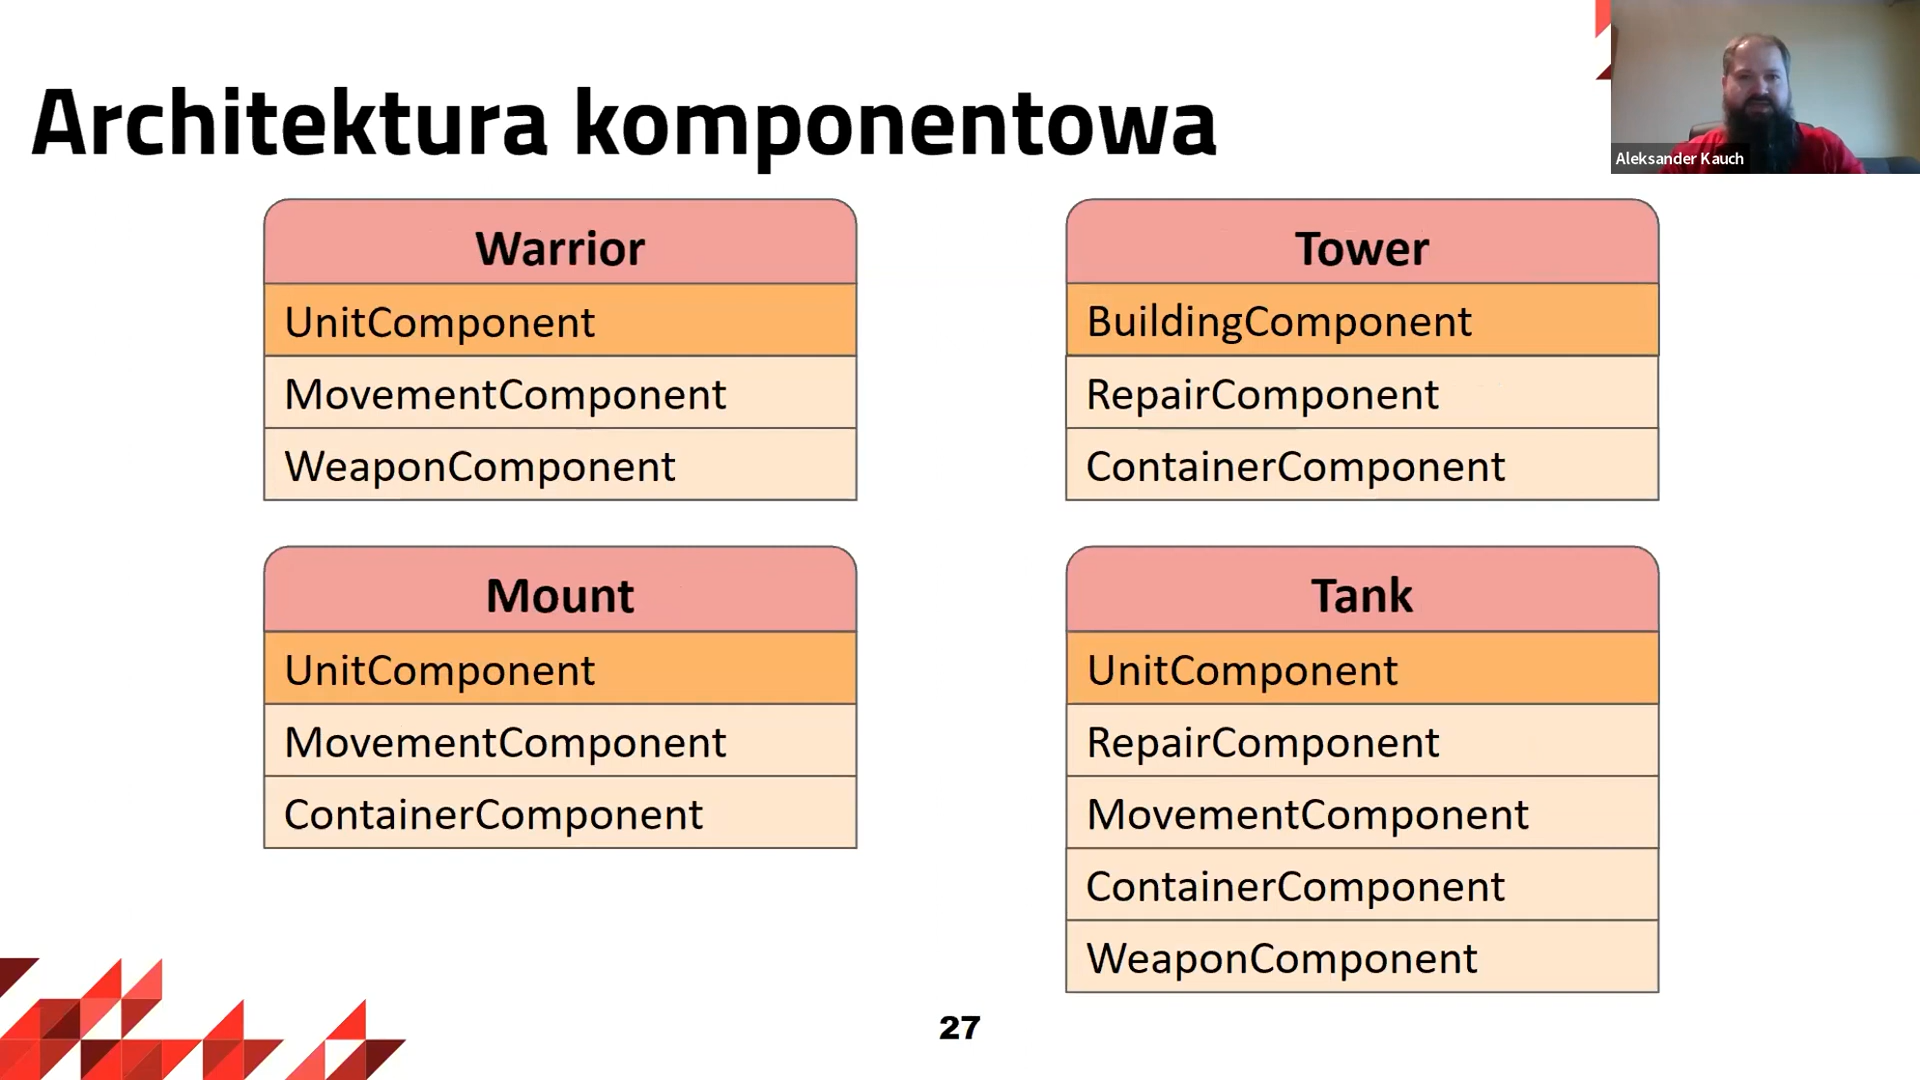 Architektura komponentowa
Aleksander Kauch
Warrior
UnitComponent
MovementComponent
WeaponComponent
Tower
BuildingComponent
RepairComponent
ContainerComponent
Mount
UnitComponent
MovementComponent
ContainerComponent
Tank
UnitComponent
RepairComponent
MovementComponent
ContainerComponent
WeaponComponent
27